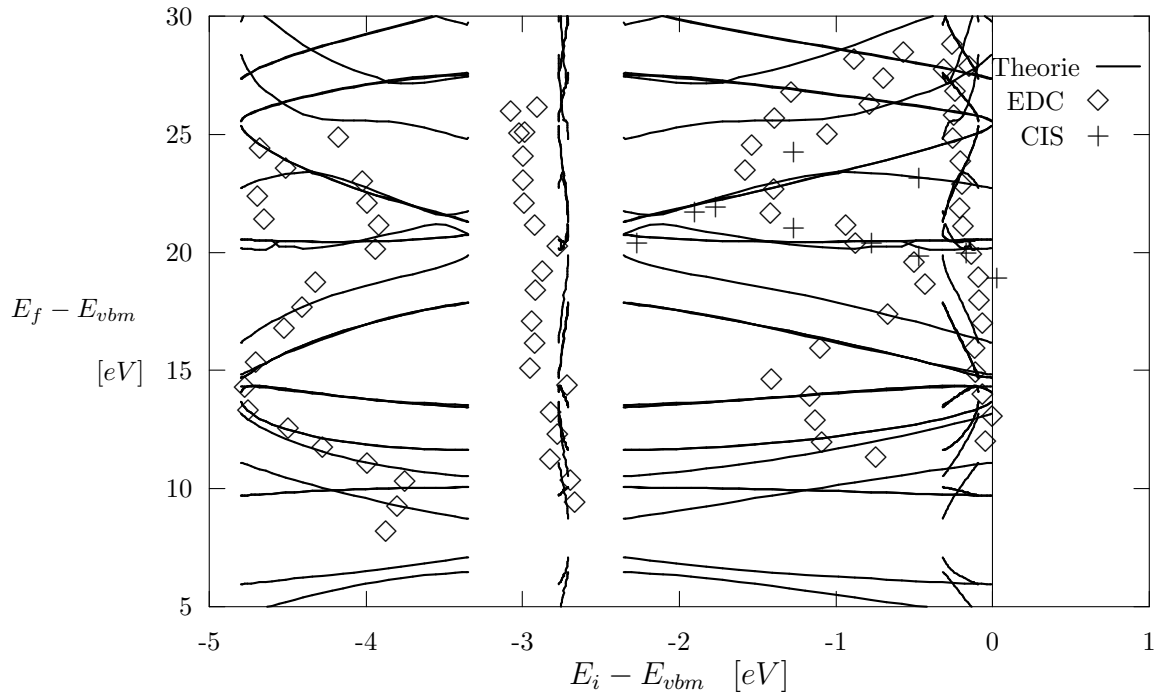 30
25
20
15
10
5
E_f − E_vbm
[eV]
Theorie
EDC
CIS
-5 -4 -3 -2 -1 0 1
E_i − E_vbm [eV]